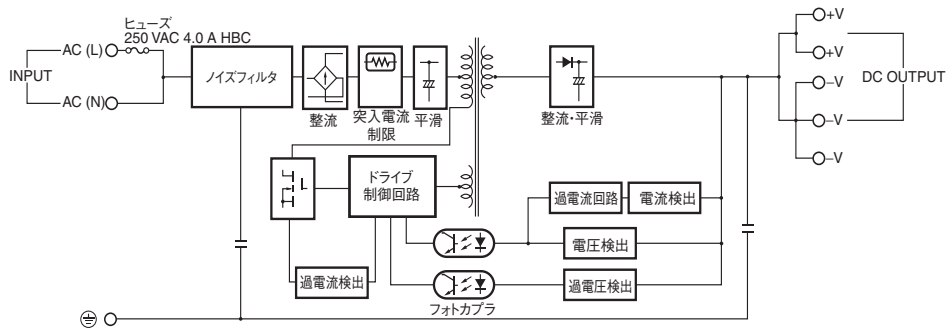 ヒューズ
250 VAC 4.0 A HBC
AC (L)
INPUT
AC (N)
ノイズフィルタ
整流
突入電流
制限
平滑
整流・平滑
+V
+V
DC OUTPUT
–V
–V
–V
ドライブ
制御回路
過電流回路
電流検出
電圧検出
過電流検出
過電圧検出
フォトカプラ